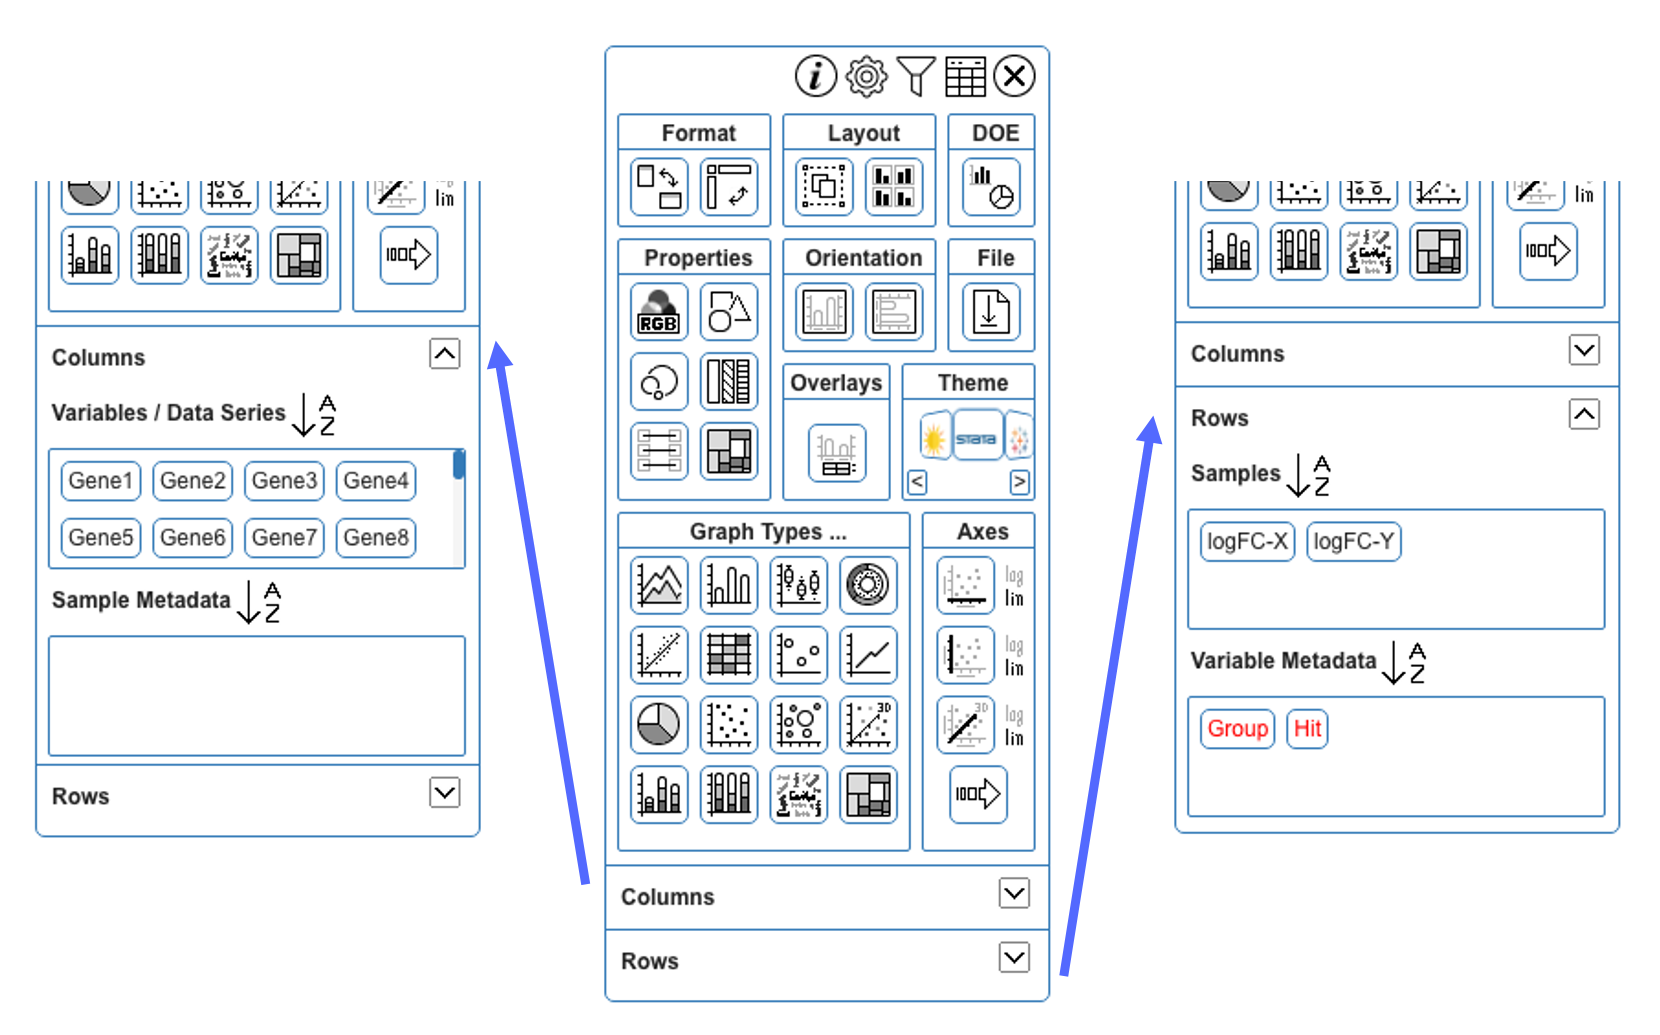 lin
Columns
Variables / Data Series A Z
Gene1 Gene2 Gene3 Gene4
Gene5 Gene6 Gene7 Gene8
Sample Metadata A Z
Rows
i
Format Layout DOE
Properties Orientation File
RGB
Overlays Theme
STATA
< >
Graph Types ... Axes
log
lin
log
lin
3D 3D log
lin
100
Columns
Rows
lin
100
Columns
Rows
Samples A Z
logFC-X logFC-Y
Variable Metadata A Z
Group Hit